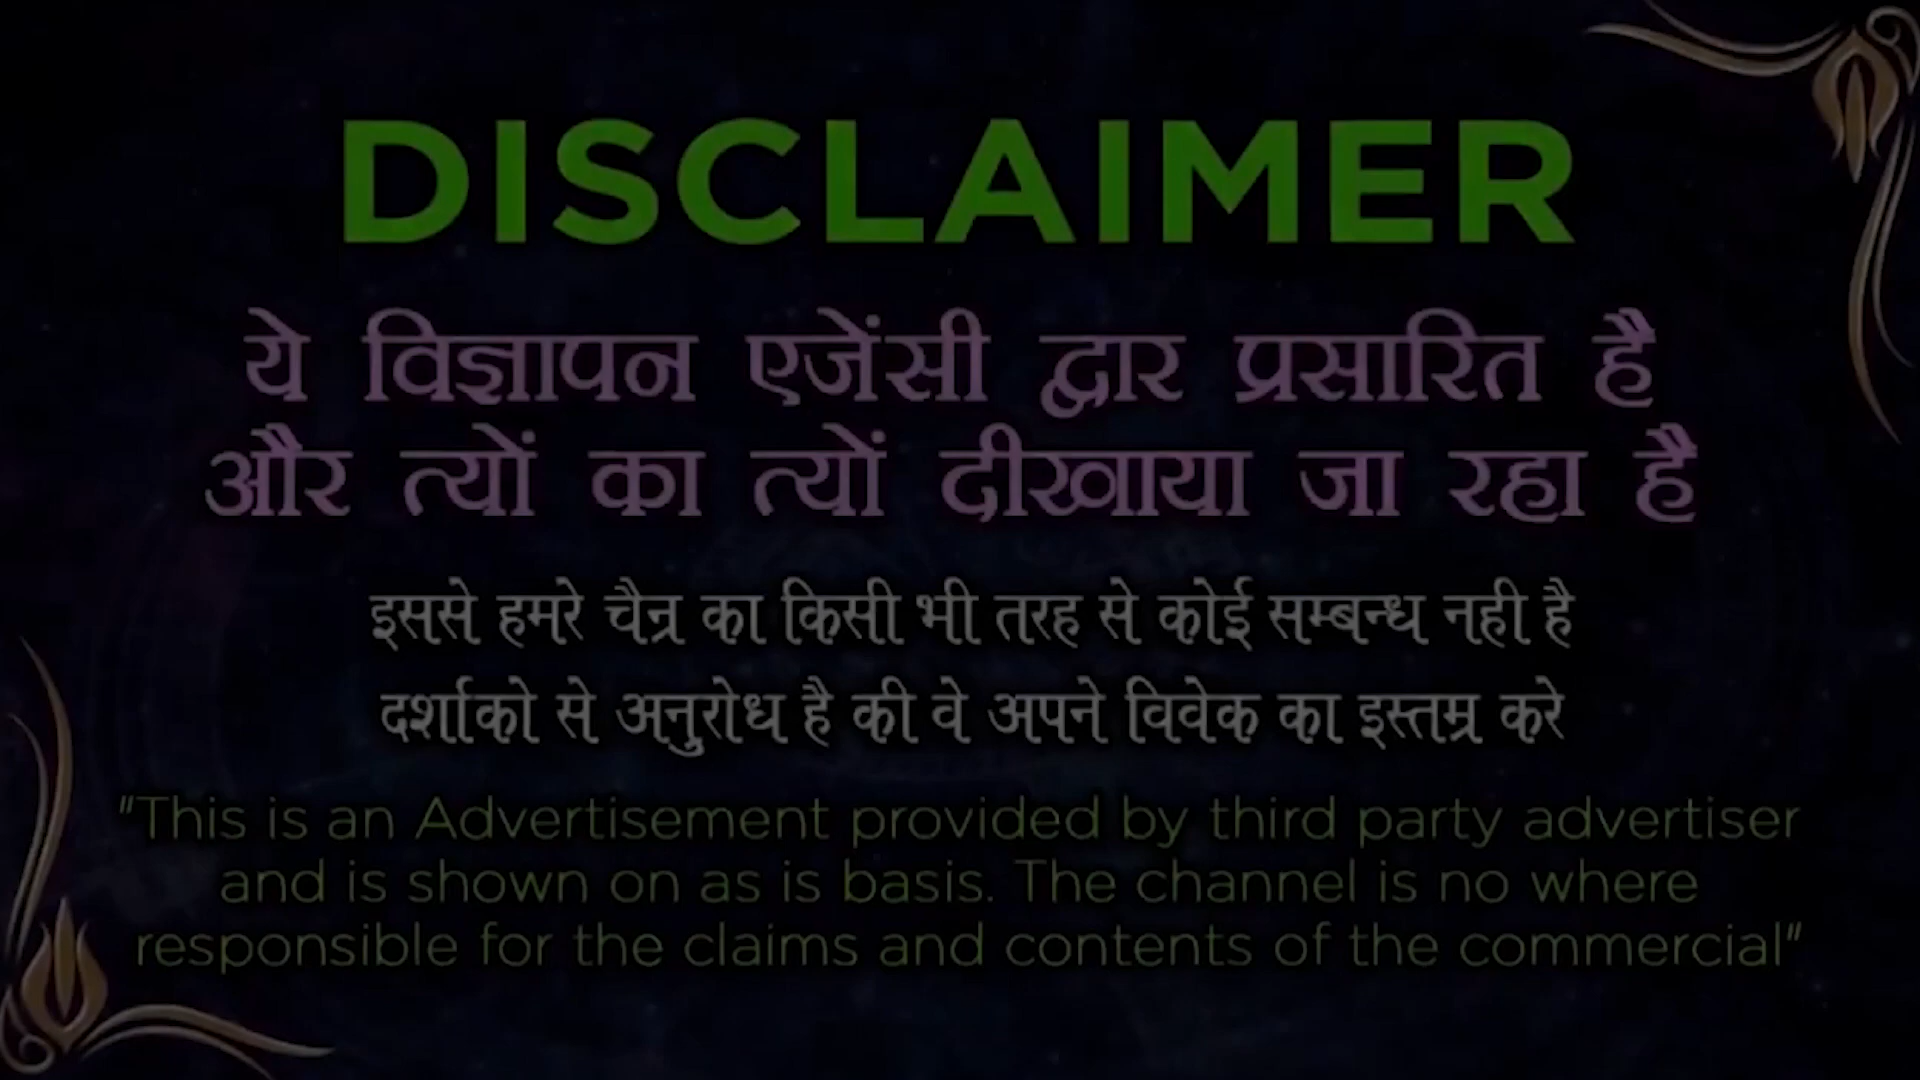 DISCLAIMER
ये विज्ञापन एजेंसी द्वार प्रसारित है
और त्यों का त्यों दीखाया जा रहा है
इससे हमरे चैन्र का किसी भी तरह से कोई सम्बन्ध नही है
दर्शाको से अनुरोध है की वे अपने विवेक का इस्तम्र करे
"This is an Advertisement provided by third party advertiser
and is shown on as is basis. The channel is no where
responsible for the claims and contents of the commercial"